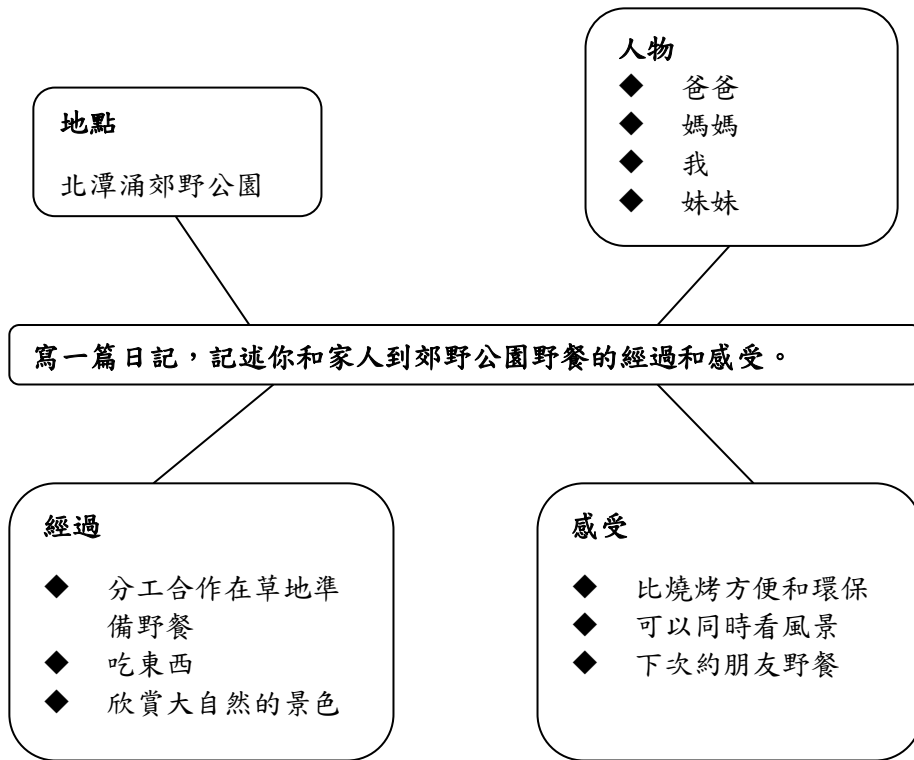 地點
北潭涌郊野公園
人物
◆ 爸爸
◆ 媽媽
◆ 我
◆ 妹妹
寫一篇日記，記述你和家人到郊野公園野餐的經過和感受。
經過
◆ 分工合作在草地準
備野餐
◆ 吃東西
◆ 欣賞大自然的景色
感受
◆ 比燒烤方便和環保
◆ 可以同時看風景
◆ 下次約朋友野餐